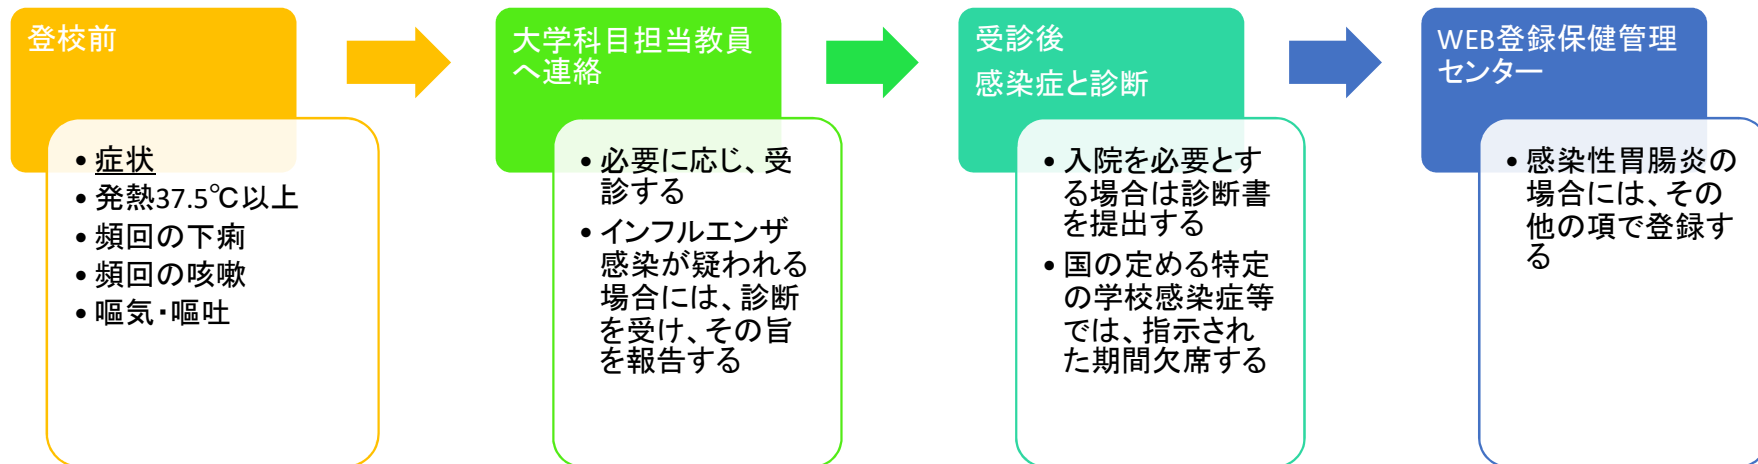 登校前
• 症状
• 発熱37.5℃以上
• 頻回の下痢
• 頻回の咳嗽
• 嘔気・嘔吐
大学科目担当教員
へ連絡
• 必要に応じ、受
診する
• インフルエンザ
感染が疑われる
場合には、診断
を受け、その旨
を報告する
受診後
感染症と診断
• 入院を必要とす
る場合は診断書
を提出する
• 国の定める特定
の学校感染症等
では、指示され
た期間欠席する
WEB登録保健管理
センター
• 感染性胃腸炎の
場合には、その
他の項で登録す
る